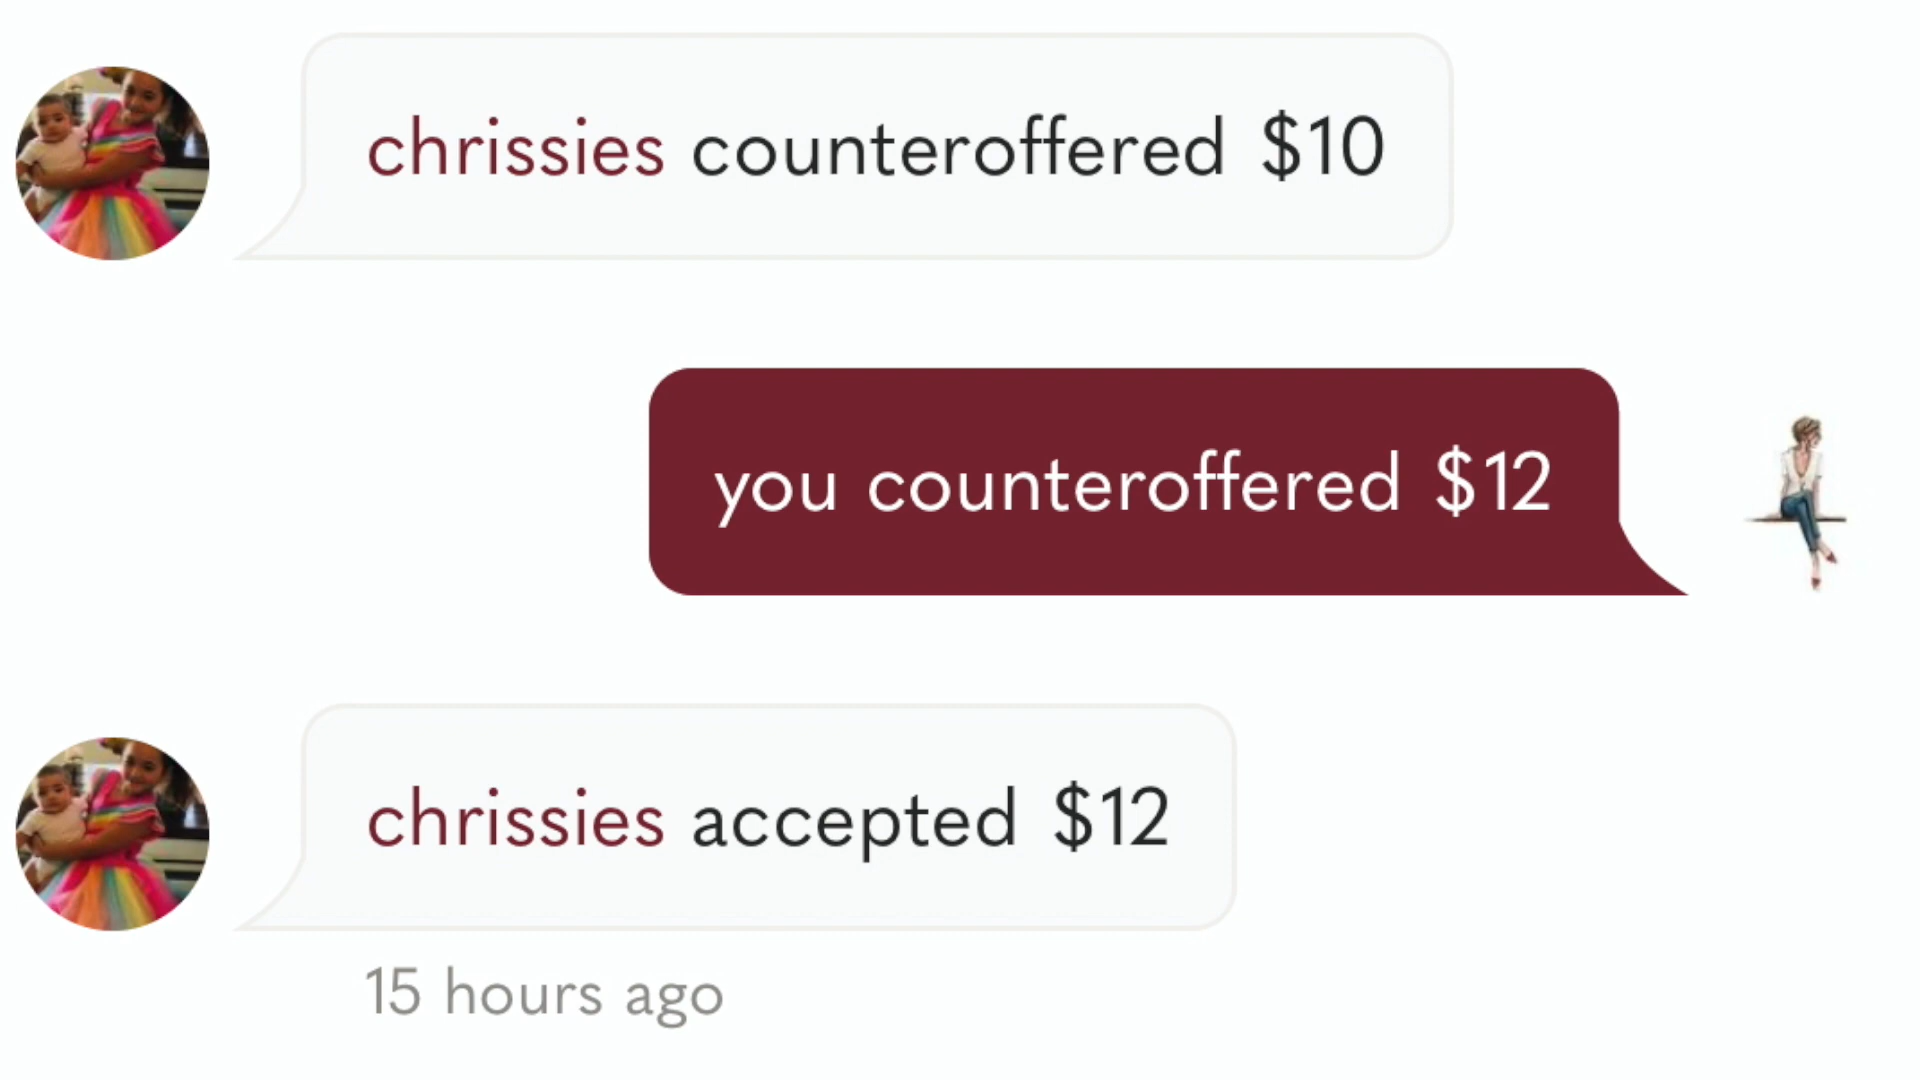 chrissies counteroffered $10
you counteroffered $12
chrissies accepted $12
15 hours ago